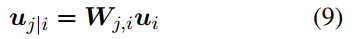 u_{j|i} = W_{j,i} u_i (9)